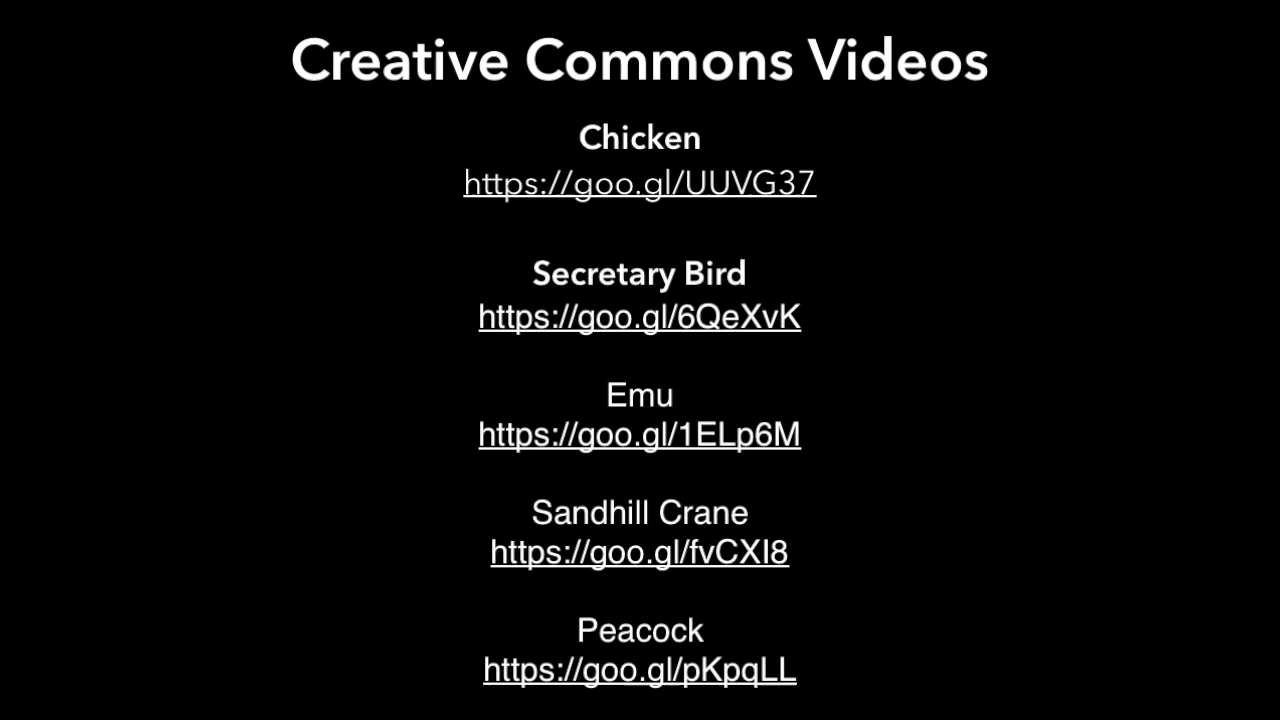 Creative Commons Videos
Chicken
https://goo.gl/UUVG37
Secretary Bird
https://goo.gl/6QeXvK
Emu
https://goo.gl/1ELp6M
Sandhill Crane
https://goo.gl/fvCXI8
Peacock
https://goo.gl/pKpqLL